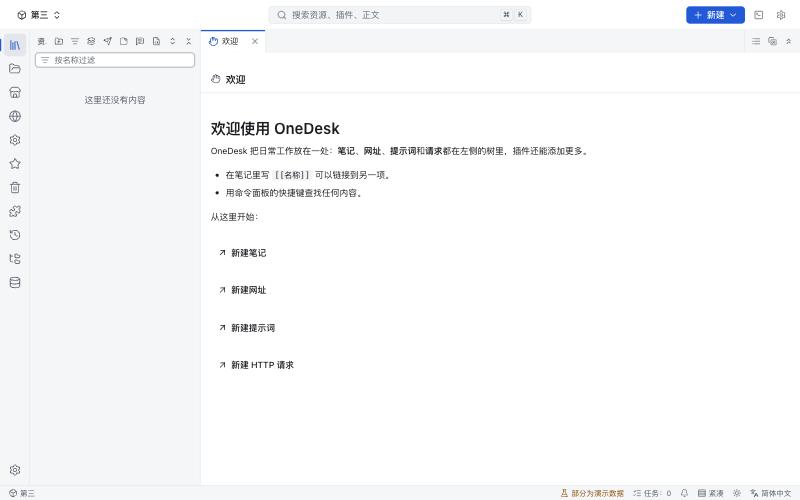 第三
搜索资源、插件、正文
⌘ K
新建
资
欢迎
按名称过滤
这里还没有内容
欢迎
欢迎使用 OneDesk
OneDesk 把日常工作放在一处：笔记、网址、提示词和请求都在左侧的树里，插件还能添加更多。
在笔记里写 [[名称]] 可以链接到另一项。
用命令面板的快捷键查找任何内容。
从这里开始：
新建笔记
新建网址
新建提示词
新建 HTTP 请求
第三
部分为演示数据
任务：0
紧凑
简体中文